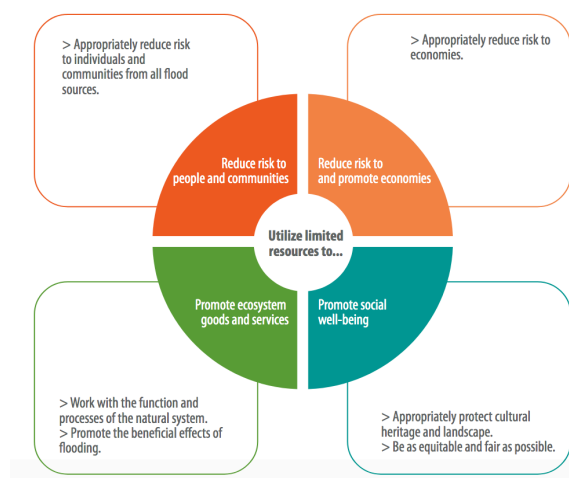 > Appropriately reduce risk
to individuals and
communities from all flood
sources.
> Appropriately reduce risk to
economies.
Reduce risk to
people and communities
Reduce risk to
and promote economies
Utilize limited
resources to...
Promote ecosystem
goods and services
Promote social
well-being
> Work with the function and
processes of the natural system.
> Promote the beneficial effects of
flooding.
> Appropriately protect cultural
heritage and landscape.
> Be as equitable and fair as possible.